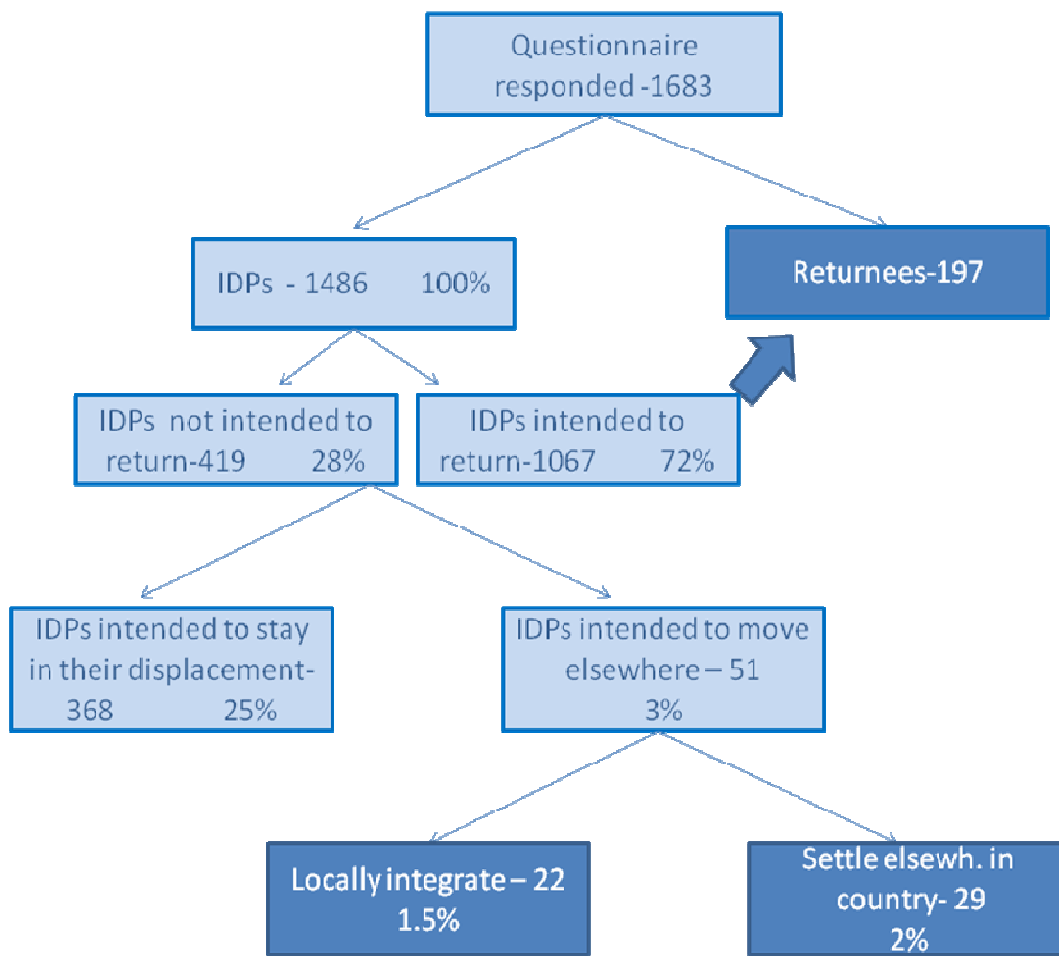 Questionnaire
responded -1683
IDPs - 1486 100%
Returnees-197
IDPs not intended to
return-419 28%
IDPs intended to
return-1067 72%
IDPs intended to stay
in their displacement-
368 25%
IDPs intended to move
elsewhere – 51
3%
Locally integrate – 22
1.5%
Settle elsewh. in
country- 29
2%